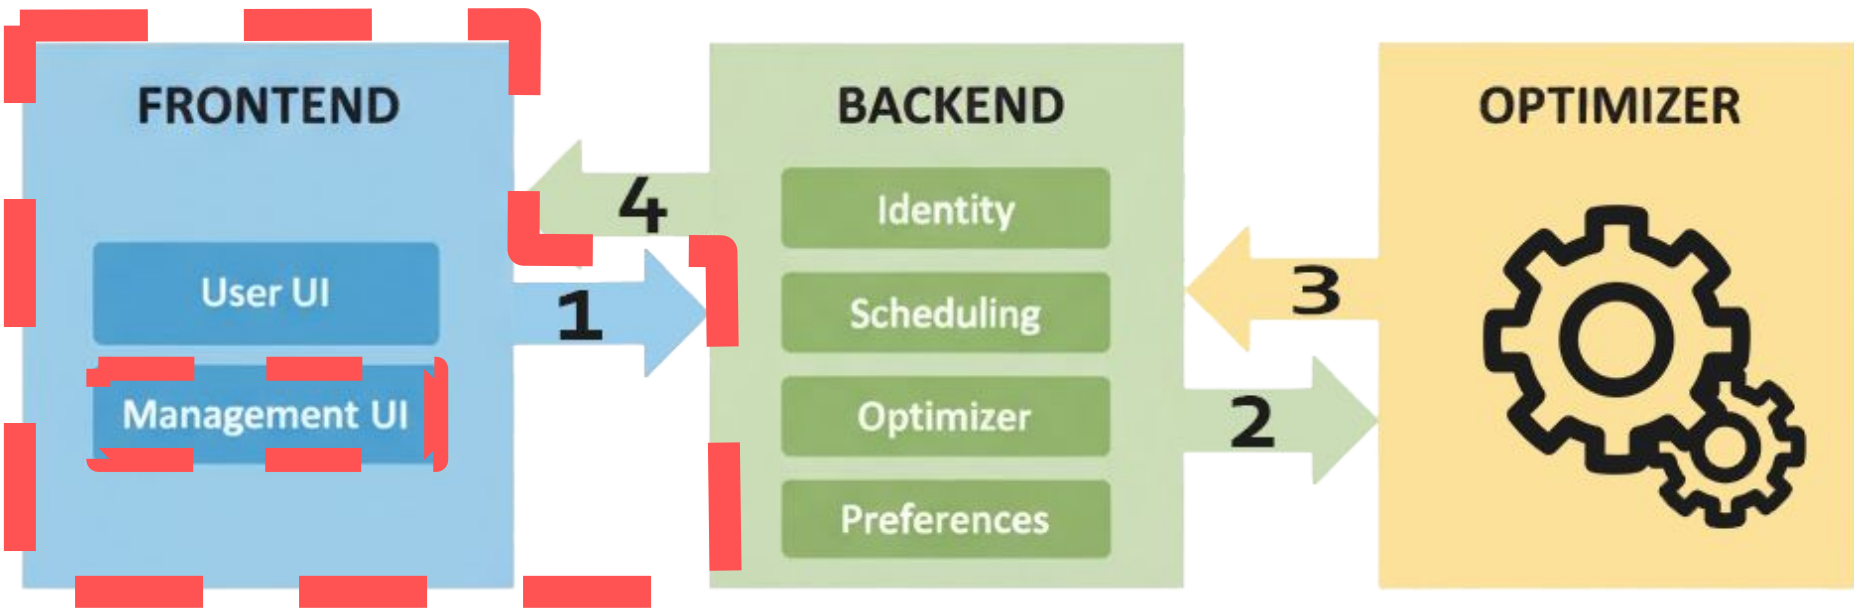 FRONTEND
User UI
Management UI
4
1
BACKEND
Identity
Scheduling
Optimizer
Preferences
3
2
OPTIMIZER